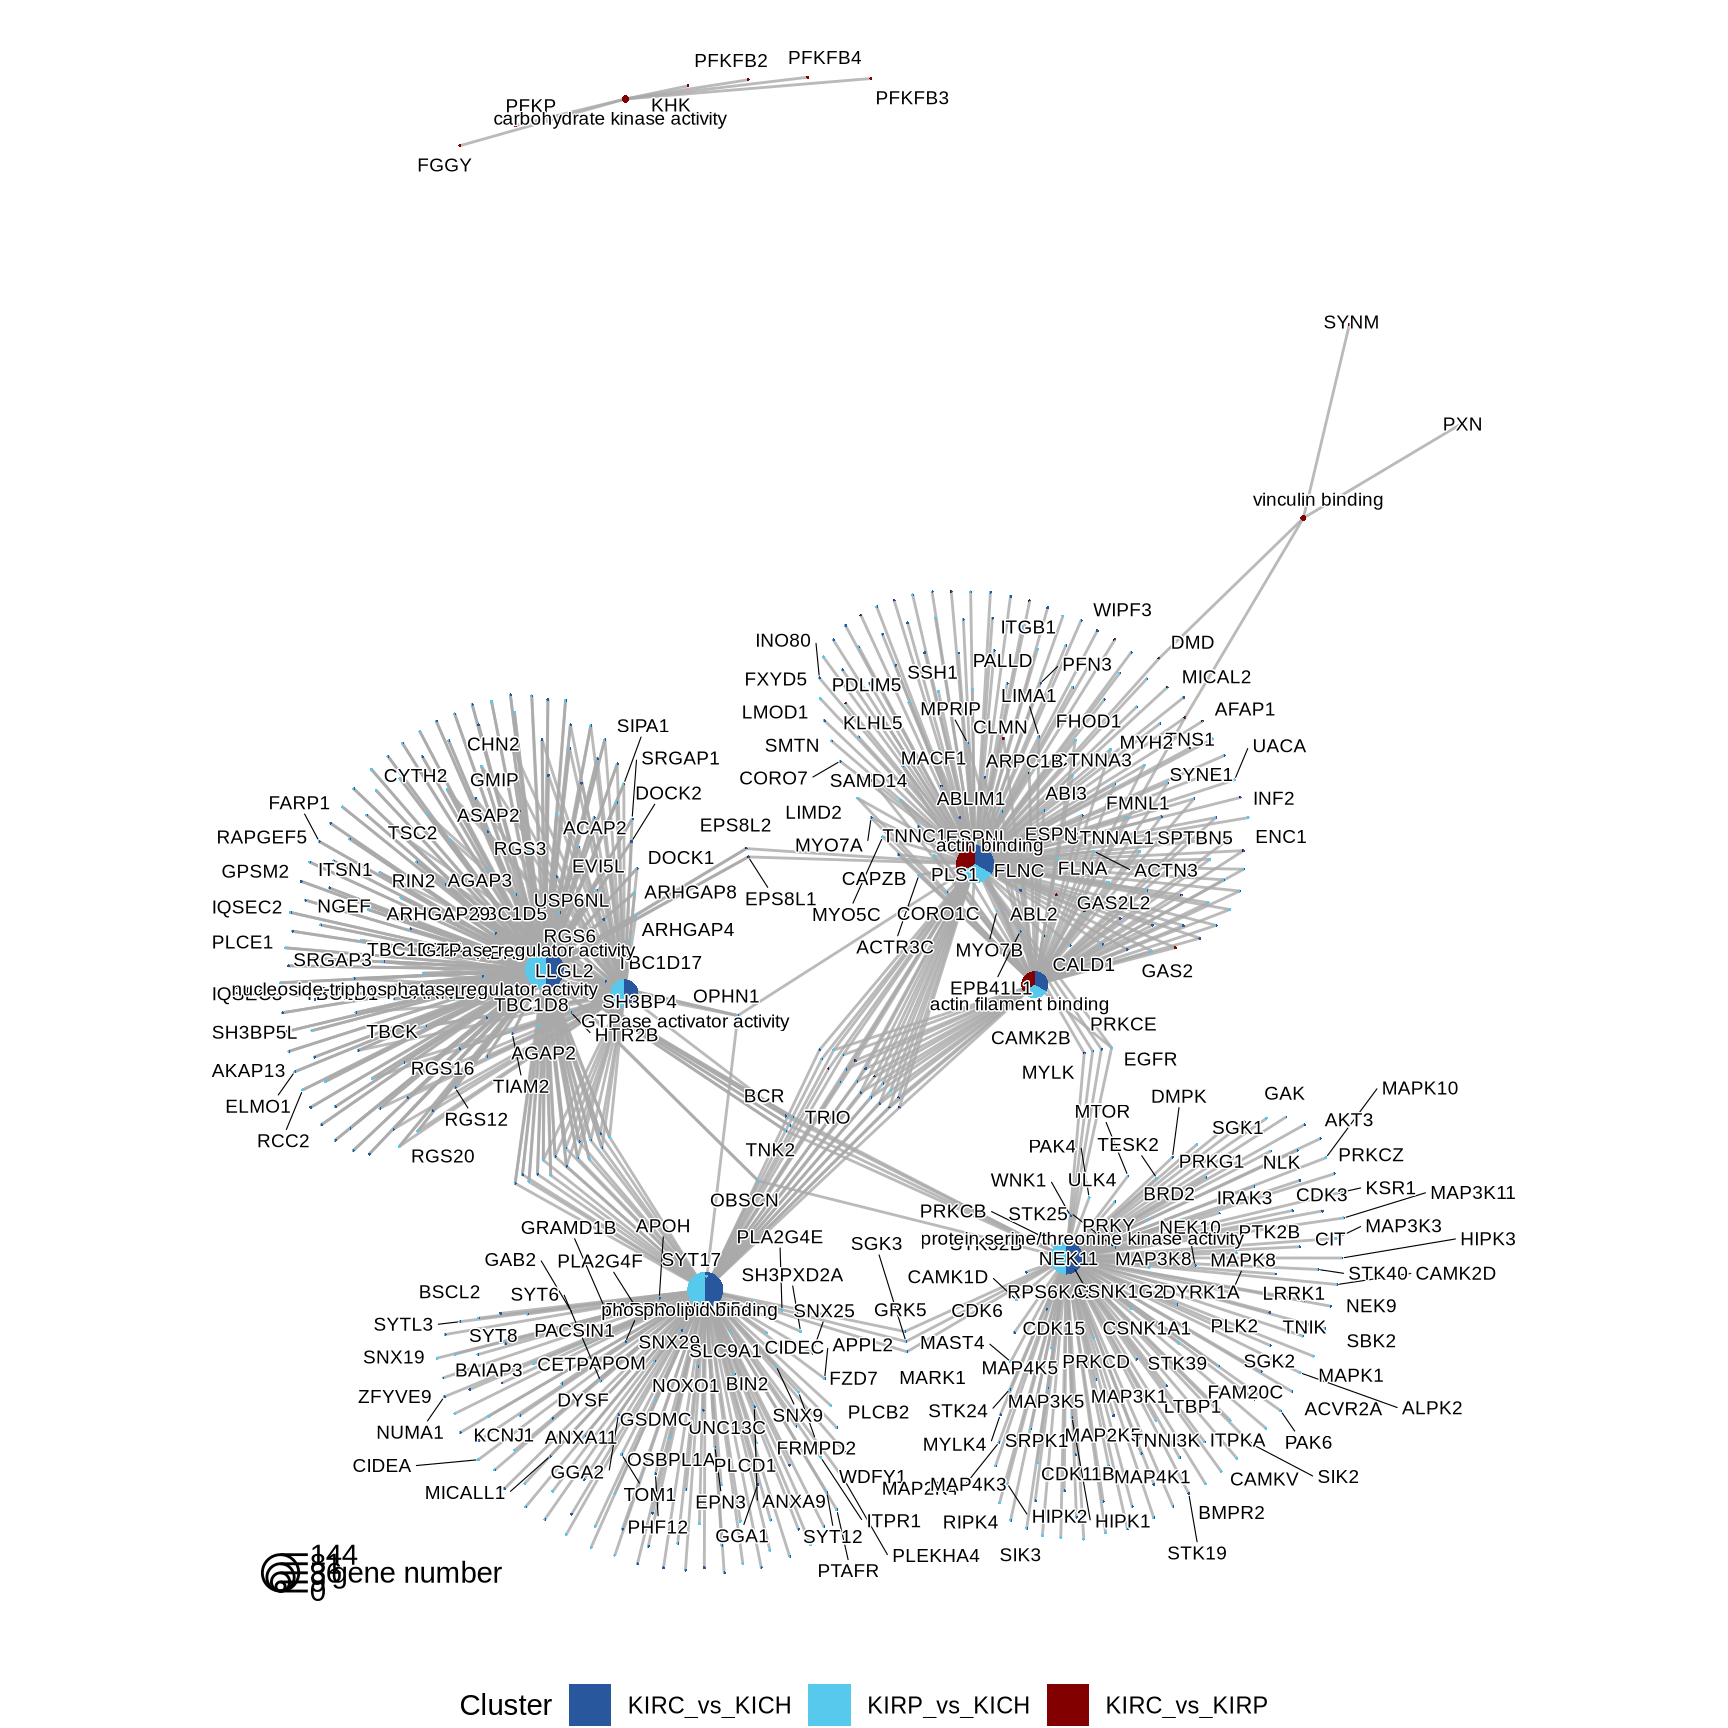 PFKFB2
PFKFB4
PFKFB3
PFKP
KHK
carbohydrate kinase activity
FGGY
SYNM
PXN
vinculin binding
WIPF3
ITGB1
INO80
DMD
PALLD
PFN3
SSH1
FXYD5
PDLIM5
MICAL2
LIMA1
LMOD1
MPRIP
AFAP1
KLHL5
CLMN
FHOD1
SMTN
MYH2
TNS1
UACA
MACF1
ARPC1B
CTNNA3
CORO7
SAMD14
SYNE1
ABLIM1
ABI3
FMNL1
INF2
LIMD2
EPS8L2
TNNC1
ESPNL
ESPN
CTNNAL1
SPTBN5
ENC1
MYO7A
actin binding
CAPZB
PLS1
FLNC
FLNA
ACTN3
EPS8L1
MYO5C
CORO1C
ABL2
GAS2L2
ACTR3C
MYO7B
CALD1
GAS2
EPB41L1
actin filament binding
SIPA1
CHN2
SRGAP1
CYTH2
GMIP
DOCK2
FARP1
ASAP2
ACAP2
RAPGEF5
TSC2
RGS3
DOCK1
GPSM2
ITSN1
EVI5L
RIN2
AGAP3
ARHGAP8
IQSEC2
NGEF
USP6NL
ARHGAP29
TBC1D5
ARHGAP4
PLCE1
RGS6
GTPase regulator activity
SRGAP3
LLGL2
TBC1D17
nucleoside-triphosphatase regulator activity
TBC1D8
SH3BP4
OPHN1
SH3BP5L
TBCK
GTPase activator activity
HTR2B
AGAP2
AKAP13
RGS16
TIAM2
ELMO1
RGS12
RCC2
RGS20
CAMK2B
PRKCE
MYLK
EGFR
BCR
TRIO
TNK2
OBSCN
DMPK
GAK
MAPK10
MTOR
SGK1
AKT3
PAK4
TESK2
PRKG1
NLK
PRKCZ
WNK1
ULK4
BRD2
IRAK3
CDK3
KSR1
MAP3K11
PRKCB
STK25
PRKY
NEK10
PTK2B
CIT
MAP3K3
STK32B
protein serine/threonine kinase activity
HIPK3
NEK11
MAP3K8
MAPK8
STK40
CAMK2D
CAMK1D
CSNK1G2
DYRK1A
LRRK1
NEK9
CDK6
CDK15
CSNK1A1
PLK2
TNIK
SBK2
MAST4
MAP4K5
PRKCD
STK39
SGK2
MAPK1
MARK1
MAP3K5
MAP3K1
FAM20C
LTBP1
ACVR2A
ALPK2
STK24
MYLK4
SRPK1
MAP2K5
TNNI3K
ITPKA
PAK6
MAP4K3
CDK11B
MAP4K1
CAMKV
SIK2
RIPK4
HIPK2
HIPK1
BMPR2
SIK3
STK19
GRAMD1B
APOH
PLA2G4E
SGK3
GAB2
PLA2G4F
SYT17
SH3PXD2A
BSCL2
SYT6
phospholipid binding
SNX25
GRK5
SYTL3
SYT8
PACSIN1
SNX29
SLC9A1
CIDEC
APPL2
SNX19
BAIAP3
CETP
APOM
FZD7
ZFYVE9
DYSF
NOXO1
BIN2
PLCB2
NUMA1
KCNJ1
ANXA11
GSDMC
UNC13C
SNX9
FRMPD2
CIDEA
GGA2
OSBPL1A
PLCD1
WDFY1
MICALL1
TOM1
EPN3
ANXA9
PHF12
GGA1
SYT12
ITPR1
PLEKHA4
PTAFR
144
gene number
0
Cluster
KIRC_vs_KICH
KIRP_vs_KICH
KIRC_vs_KIRP